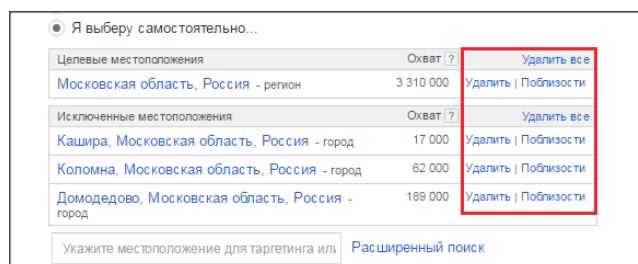 Я выберу самостоятельно...
Целевые местоположения Охват ? Удалить все
Московская область, Россия - регион 3 310 000 Удалить | Поблизости
Исключенные местоположения Охват ? Удалить все
Кашира, Московская область, Россия - город 17 000 Удалить | Поблизости
Коломна, Московская область, Россия - город 62 000 Удалить | Поблизости
Домодедово, Московская область, Россия - 189 000 Удалить | Поблизости
город
Укажите местоположение для таргетинга или Расширенный поиск